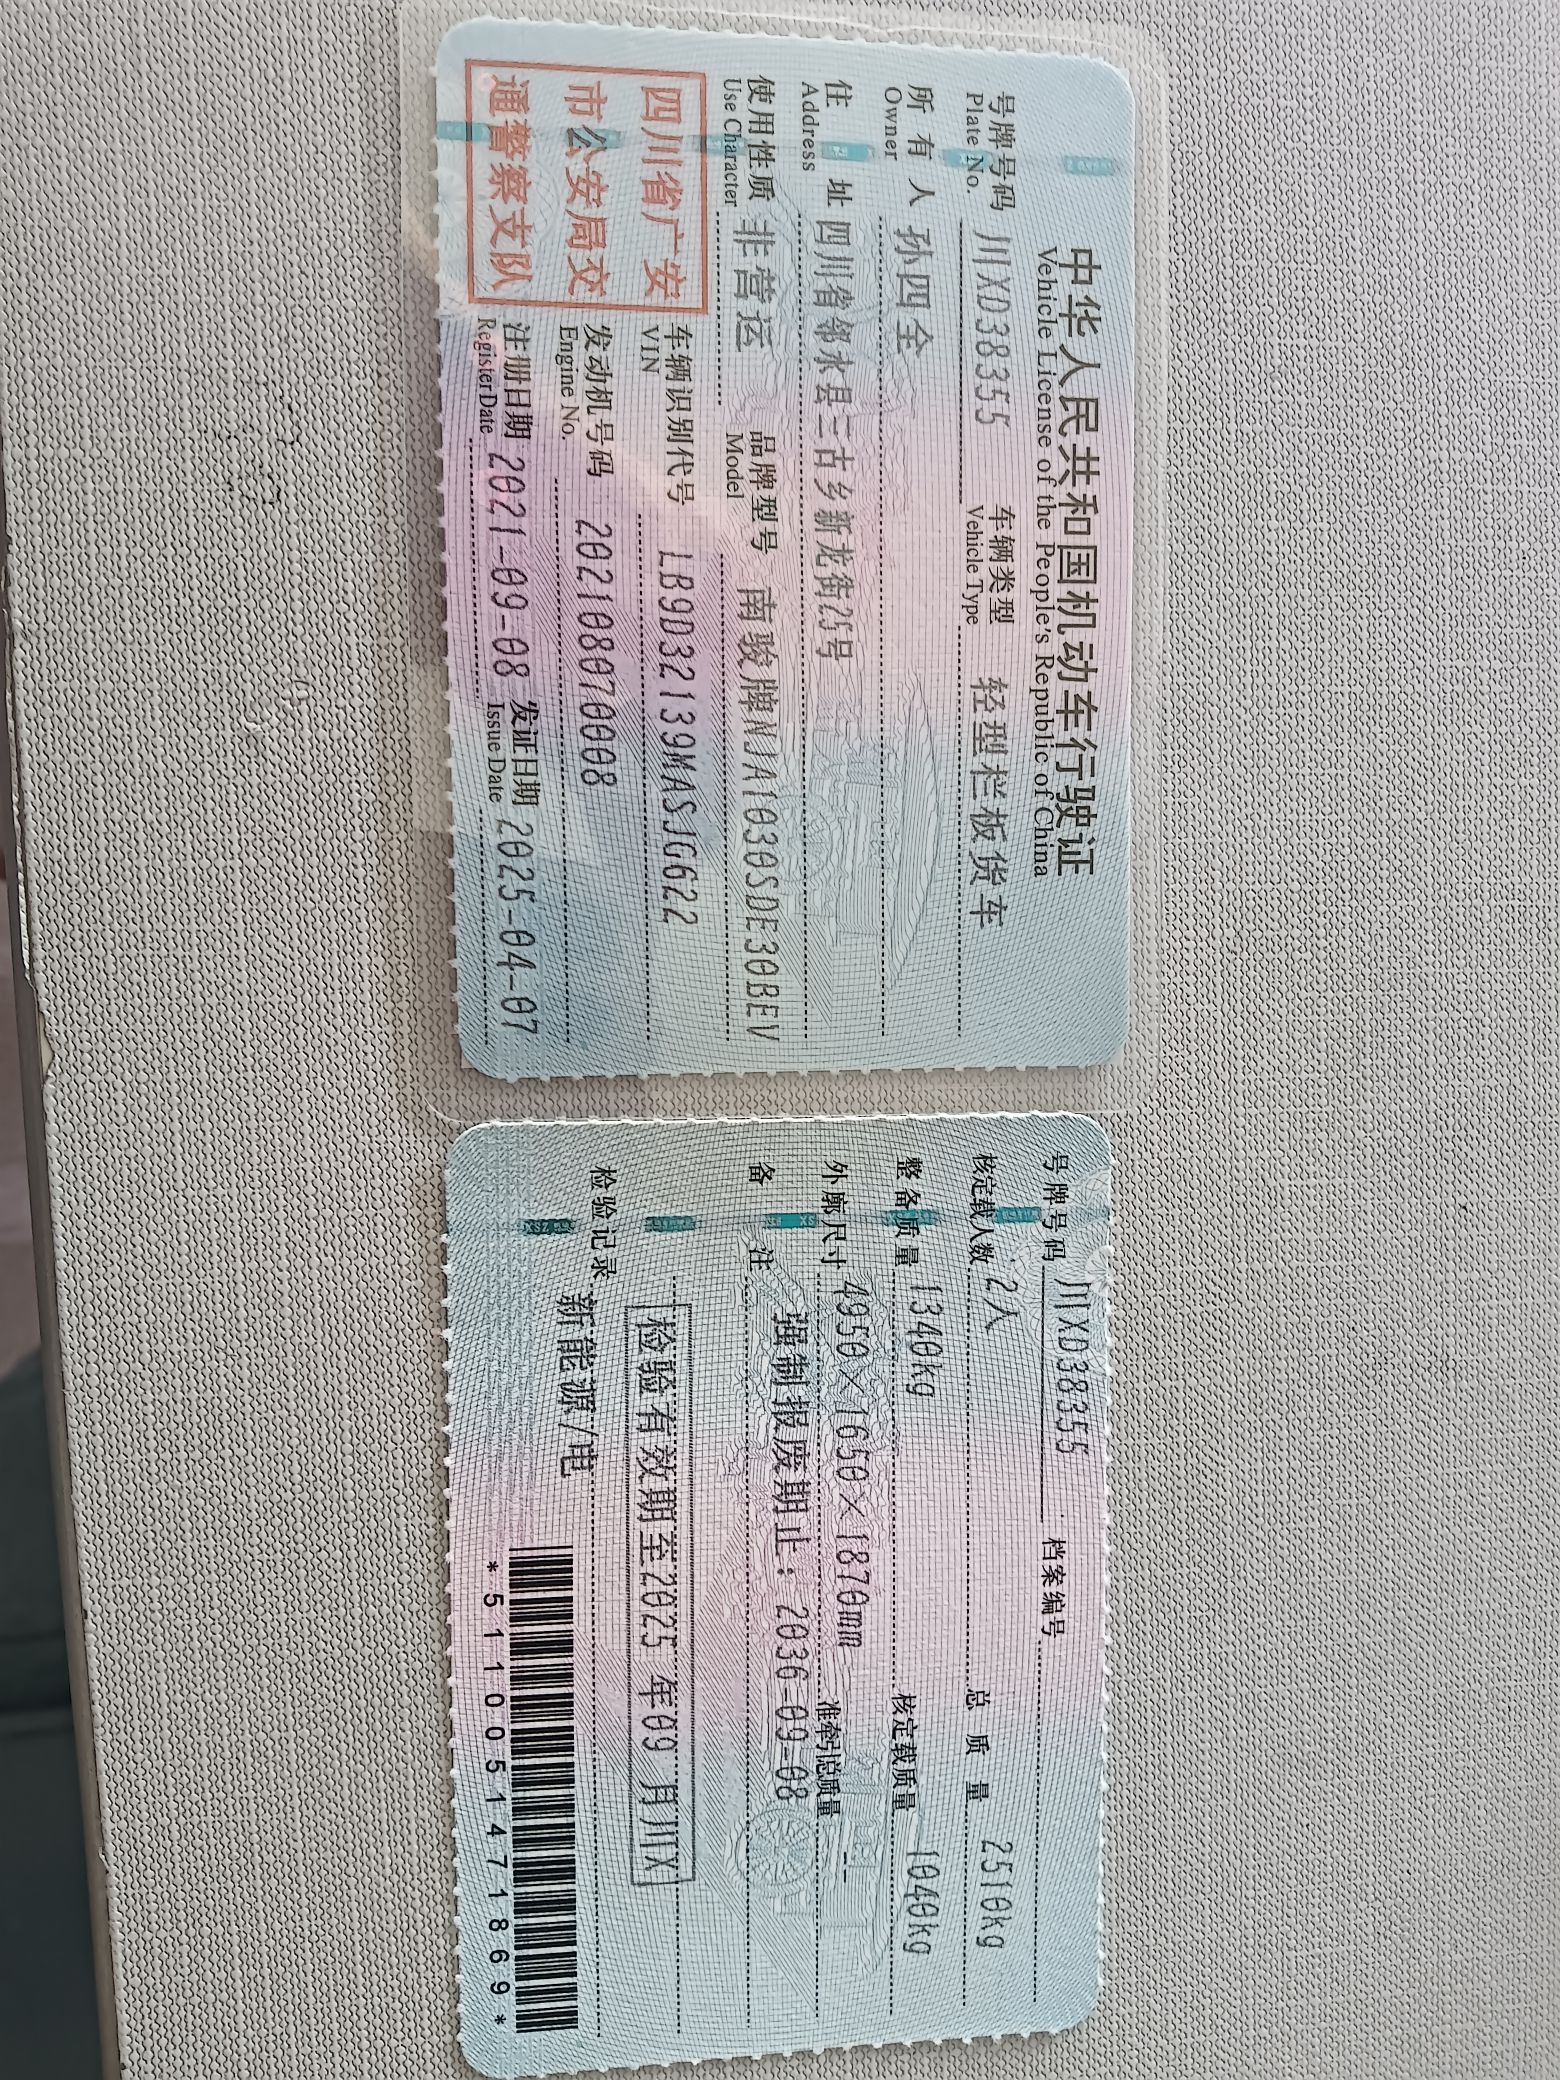 中华人民共和国机动车行驶证
Vehicle License of the People's Republic of China
号牌号码 川XD38355 车辆类型 轻型栏板货车
Plate No. Vehicle Type
所有人 孙四全
Owner
住址 四川省邻水县三古乡新龙街25号
Address
使用性质 非营运 品牌型号 南骏牌NJA1030SDE30BEV
Use Character Model
四川省广安
市公安局交
通警察支队
车辆识别代号 LB9D32139MASJG622
VIN
发动机号码 202108070008
Engine No.
注册日期 2021-09-08 发证日期 2025-04-07
Register Date Issue Date
号牌号码 川XD38355 档案编号
核定载人数 2人 总质量 2510kg
整备质量 1340kg 核定载质量 1040kg
外廓尺寸 4950×1650×1870mm 准牵引总质量 -
备注 强制报废期止：2036-09-08
检验有效期至2025年09月川X
检验记录 新能源/电
*5110051471869*